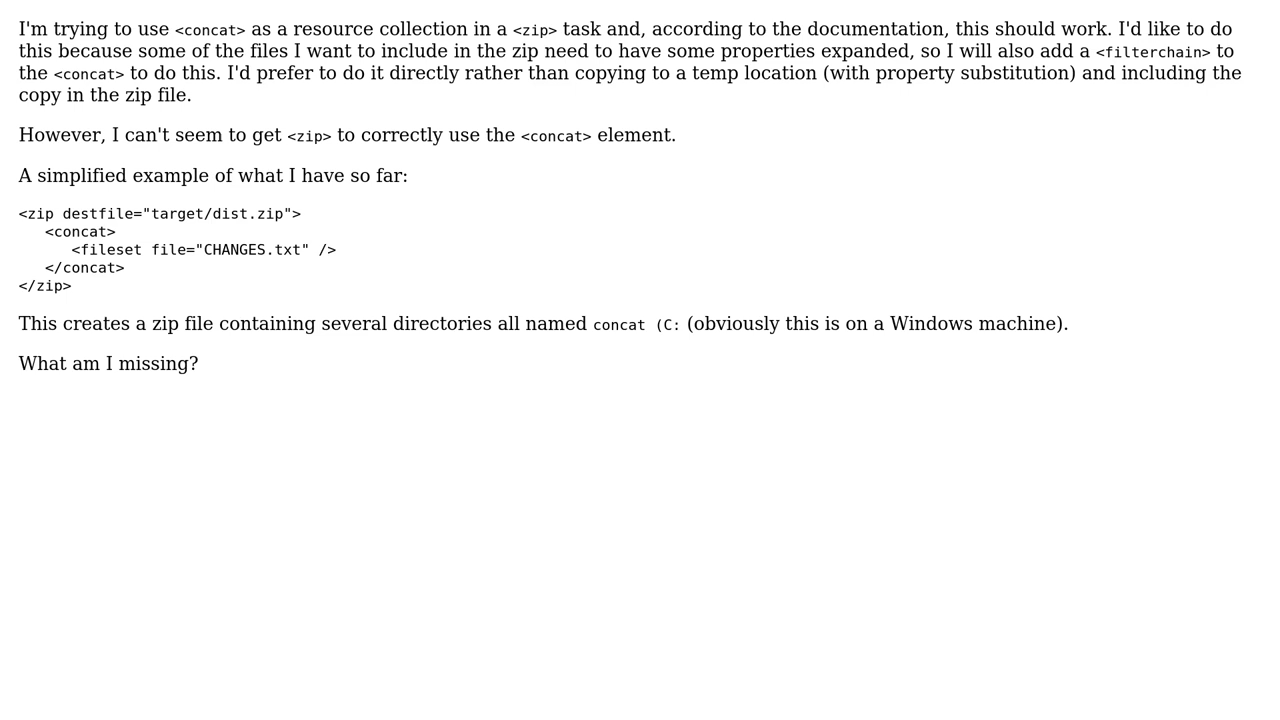 I'm trying to use <concat> as a resource collection in a <zip> task and, according to the documentation, this should work. I'd like to do
this because some of the files I want to include in the zip need to have some properties expanded, so I will also add a <filterchain> to
the <concat> to do this. I'd prefer to do it directly rather than copying to a temp location (with property substitution) and including the
copy in the zip file.
However, I can't seem to get <zip> to correctly use the <concat> element.
A simplified example of what I have so far:
<zip destfile="target/dist.zip">
   <concat>
      <fileset file="CHANGES.txt" />
   </concat>
</zip>
This creates a zip file containing several directories all named concat (C: (obviously this is on a Windows machine).
What am I missing?